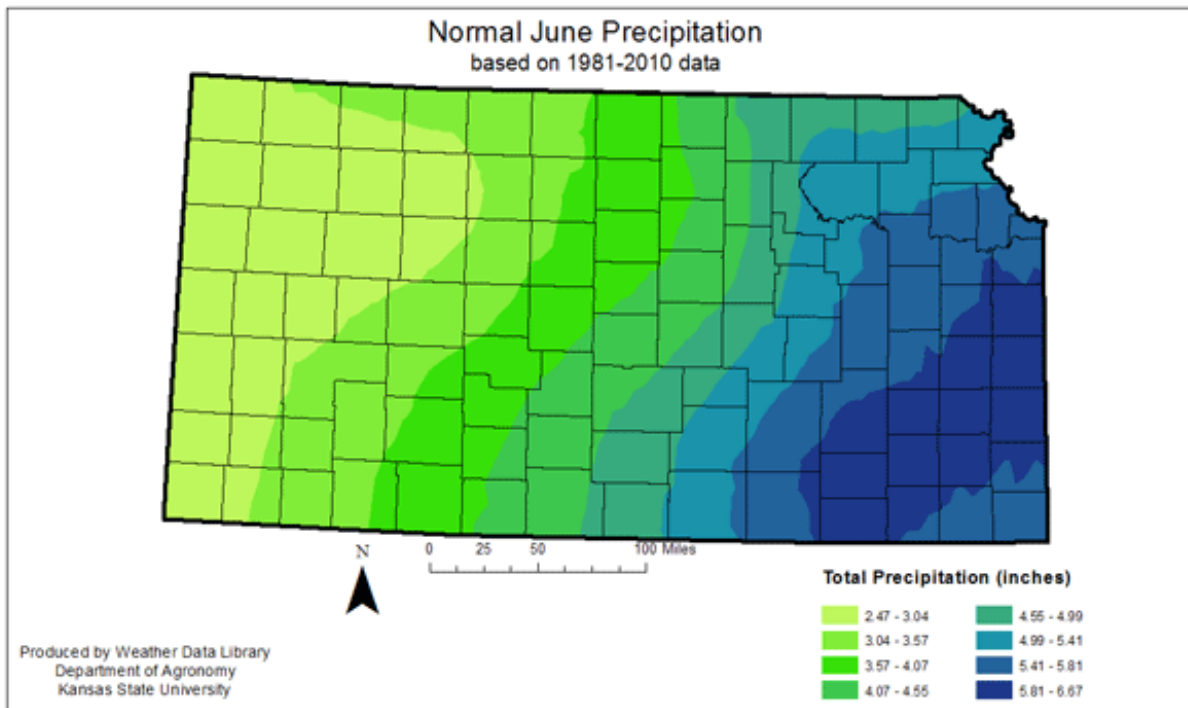 Normal June Precipitation
based on 1981-2010 data
N
0 25 50 100 Miles
Total Precipitation (inches)
2.47 - 3.04
3.04 - 3.57
3.57 - 4.07
4.07 - 4.55
4.55 - 4.99
4.99 - 5.41
5.41 - 5.81
5.81 - 6.67
Produced by Weather Data Library
Department of Agronomy
Kansas State University